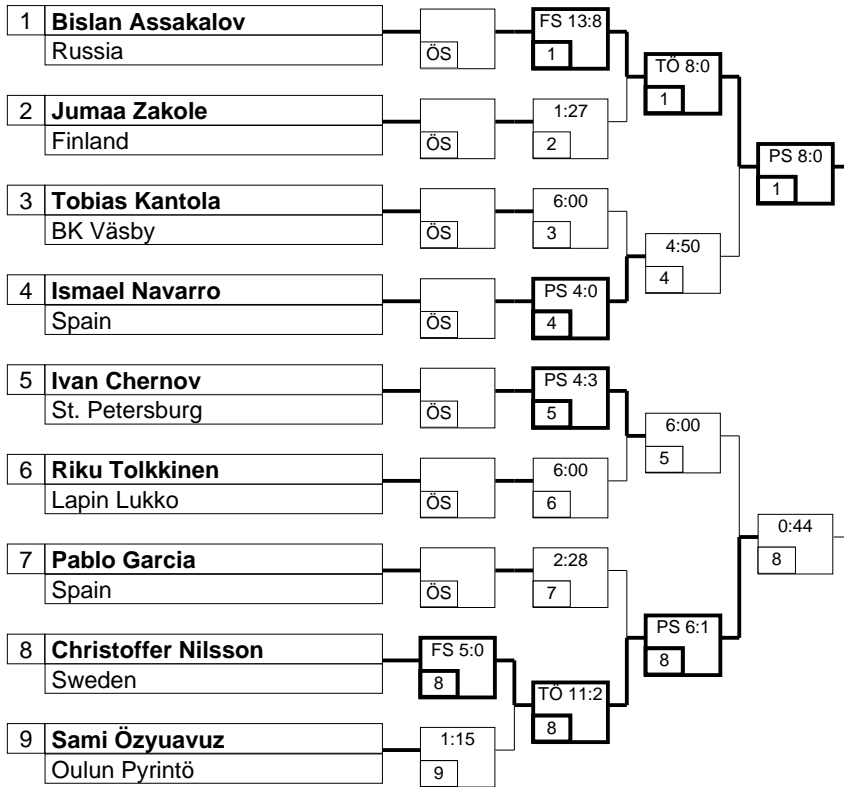 1 Bislan Assakalov
Russia
ÖS
FS 13:8
1
TÖ 8:0
1
2 Jumaa Zakole
Finland
ÖS
1:27
2
PS 8:0
1
3 Tobias Kantola
BK Väsby
ÖS
6:00
3
4:50
4
4 Ismael Navarro
Spain
ÖS
PS 4:0
4
5 Ivan Chernov
St. Petersburg
ÖS
PS 4:3
5
6:00
5
6 Riku Tolkkinen
Lapin Lukko
ÖS
6:00
6
0:44
8
7 Pablo Garcia
Spain
ÖS
2:28
7
PS 6:1
8
8 Christoffer Nilsson
Sweden
FS 5:0
8
TÖ 11:2
8
9 Sami Özyuavuz
Oulun Pyrintö
1:15
9